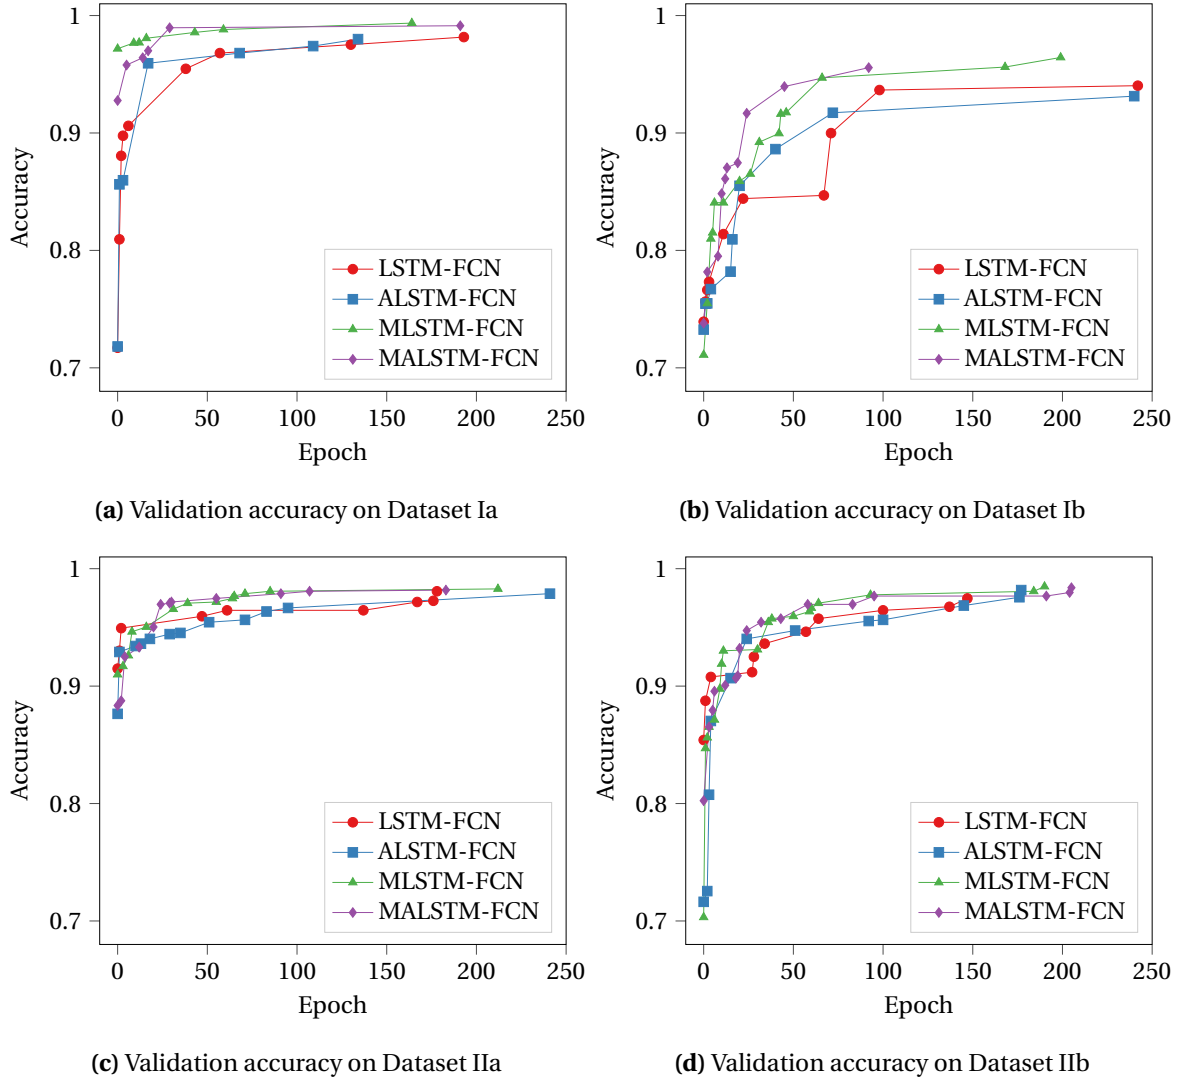 1
0.9
0.8
0.7
Accuracy
0 50 100 150 200 250
Epoch
LSTM-FCN
ALSTM-FCN
MLSTM-FCN
MALSTM-FCN
(a) Validation accuracy on Dataset Ia
1
0.9
0.8
0.7
Accuracy
0 50 100 150 200 250
Epoch
LSTM-FCN
ALSTM-FCN
MLSTM-FCN
MALSTM-FCN
(b) Validation accuracy on Dataset Ib
1
0.9
0.8
0.7
Accuracy
0 50 100 150 200 250
Epoch
LSTM-FCN
ALSTM-FCN
MLSTM-FCN
MALSTM-FCN
(c) Validation accuracy on Dataset IIa
1
0.9
0.8
0.7
Accuracy
0 50 100 150 200 250
Epoch
LSTM-FCN
ALSTM-FCN
MLSTM-FCN
MALSTM-FCN
(d) Validation accuracy on Dataset IIb